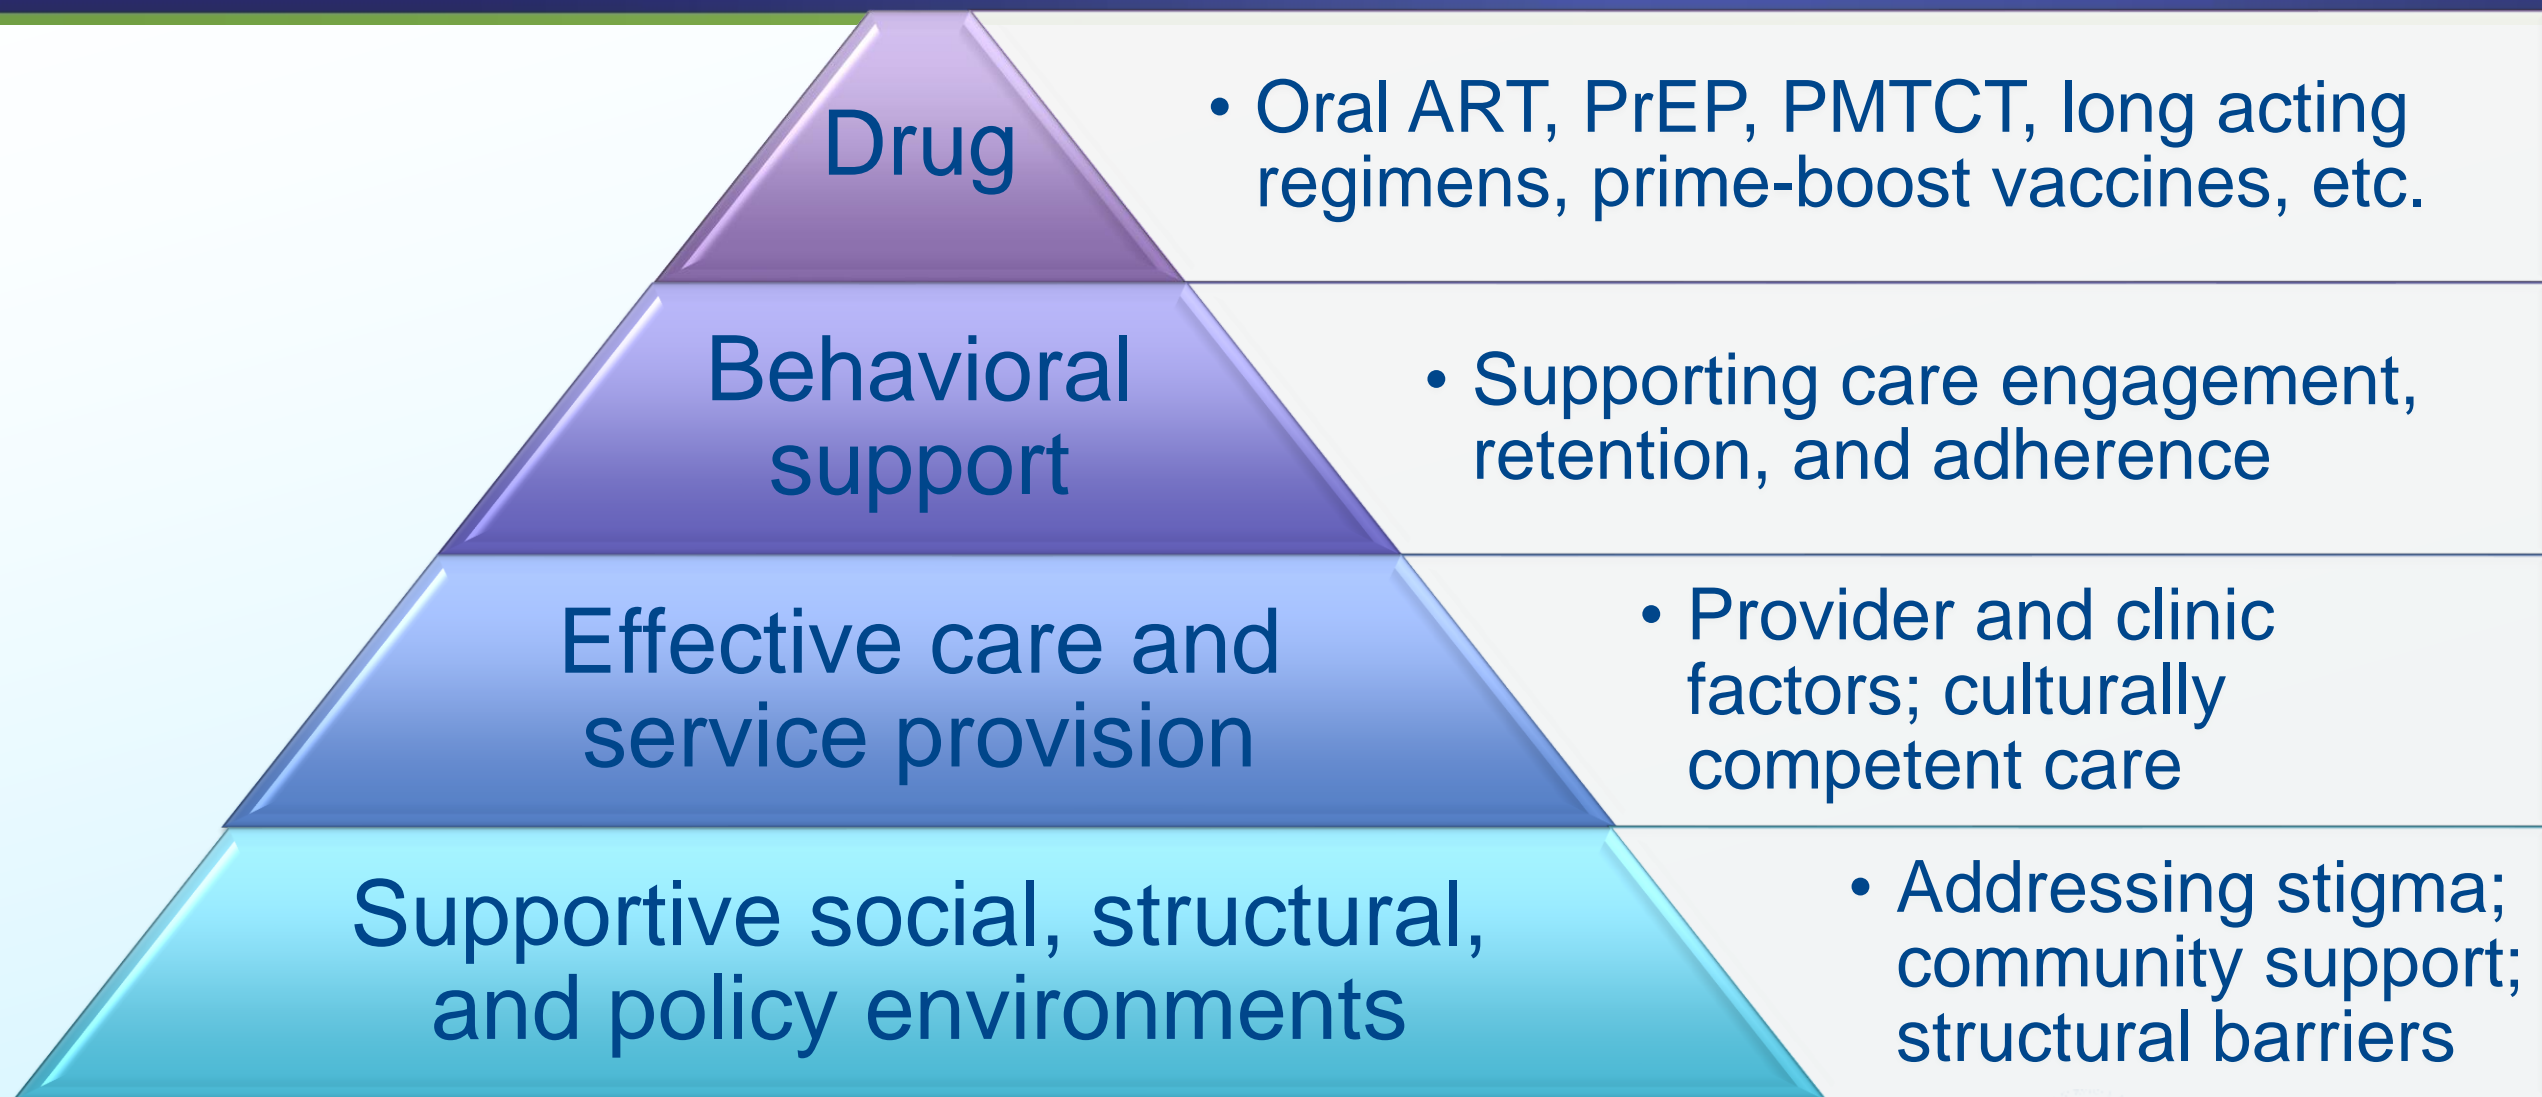 Drug
• Oral ART, PrEP, PMTCT, long acting
regimens, prime-boost vaccines, etc.
Behavioral
support
• Supporting care engagement,
retention, and adherence
Effective care and
service provision
• Provider and clinic
factors; culturally
competent care
Supportive social, structural,
and policy environments
• Addressing stigma;
community support;
structural barriers